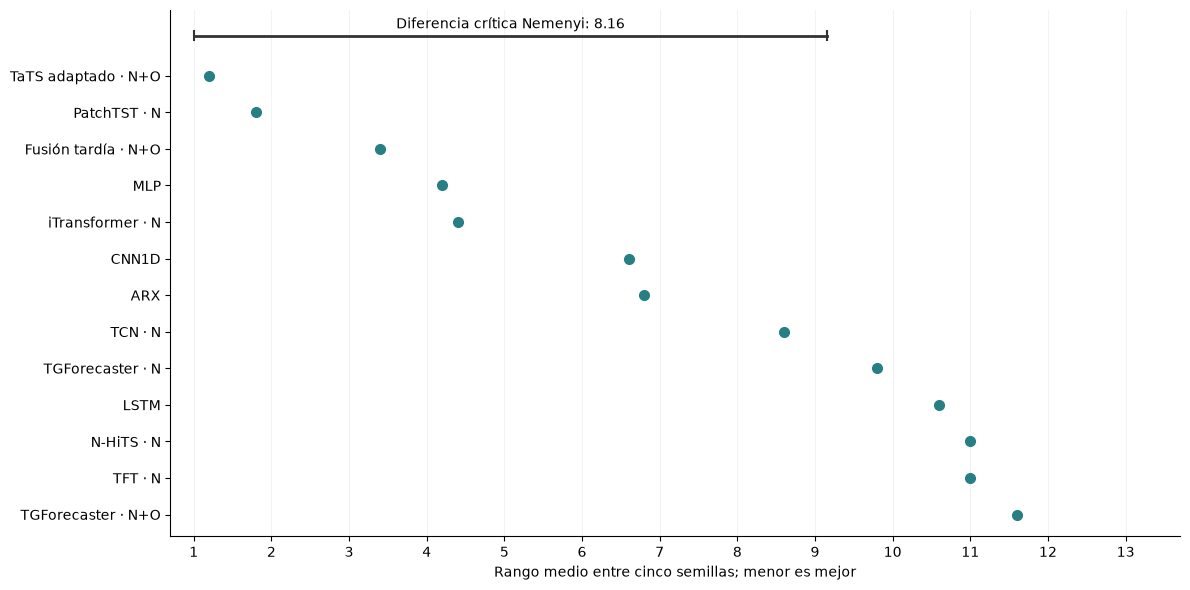 Diferencia crítica Nemenyi: 8.16
TaTS adaptado · N+O
PatchTST · N
Fusión tardía · N+O
MLP
iTransformer · N
CNN1D
ARX
TCN · N
TGForecaster · N
LSTM
N-HiTS · N
TFT · N
TGForecaster · N+O
1 2 3 4 5 6 7 8 9 10 11 12 13
Rango medio entre cinco semillas; menor es mejor